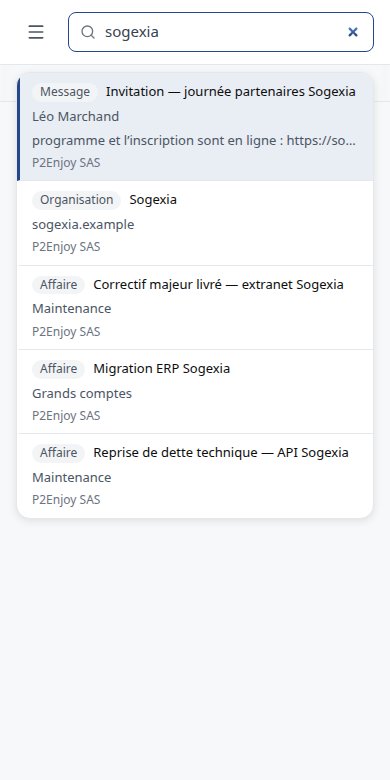 sogexia
Message Invitation — journée partenaires Sogexia
Léo Marchand
programme et l’inscription sont en ligne : https://so…
P2Enjoy SAS
Organisation Sogexia
sogexia.example
P2Enjoy SAS
Affaire Correctif majeur livré — extranet Sogexia
Maintenance
P2Enjoy SAS
Affaire Migration ERP Sogexia
Grands comptes
P2Enjoy SAS
Affaire Reprise de dette technique — API Sogexia
Maintenance
P2Enjoy SAS